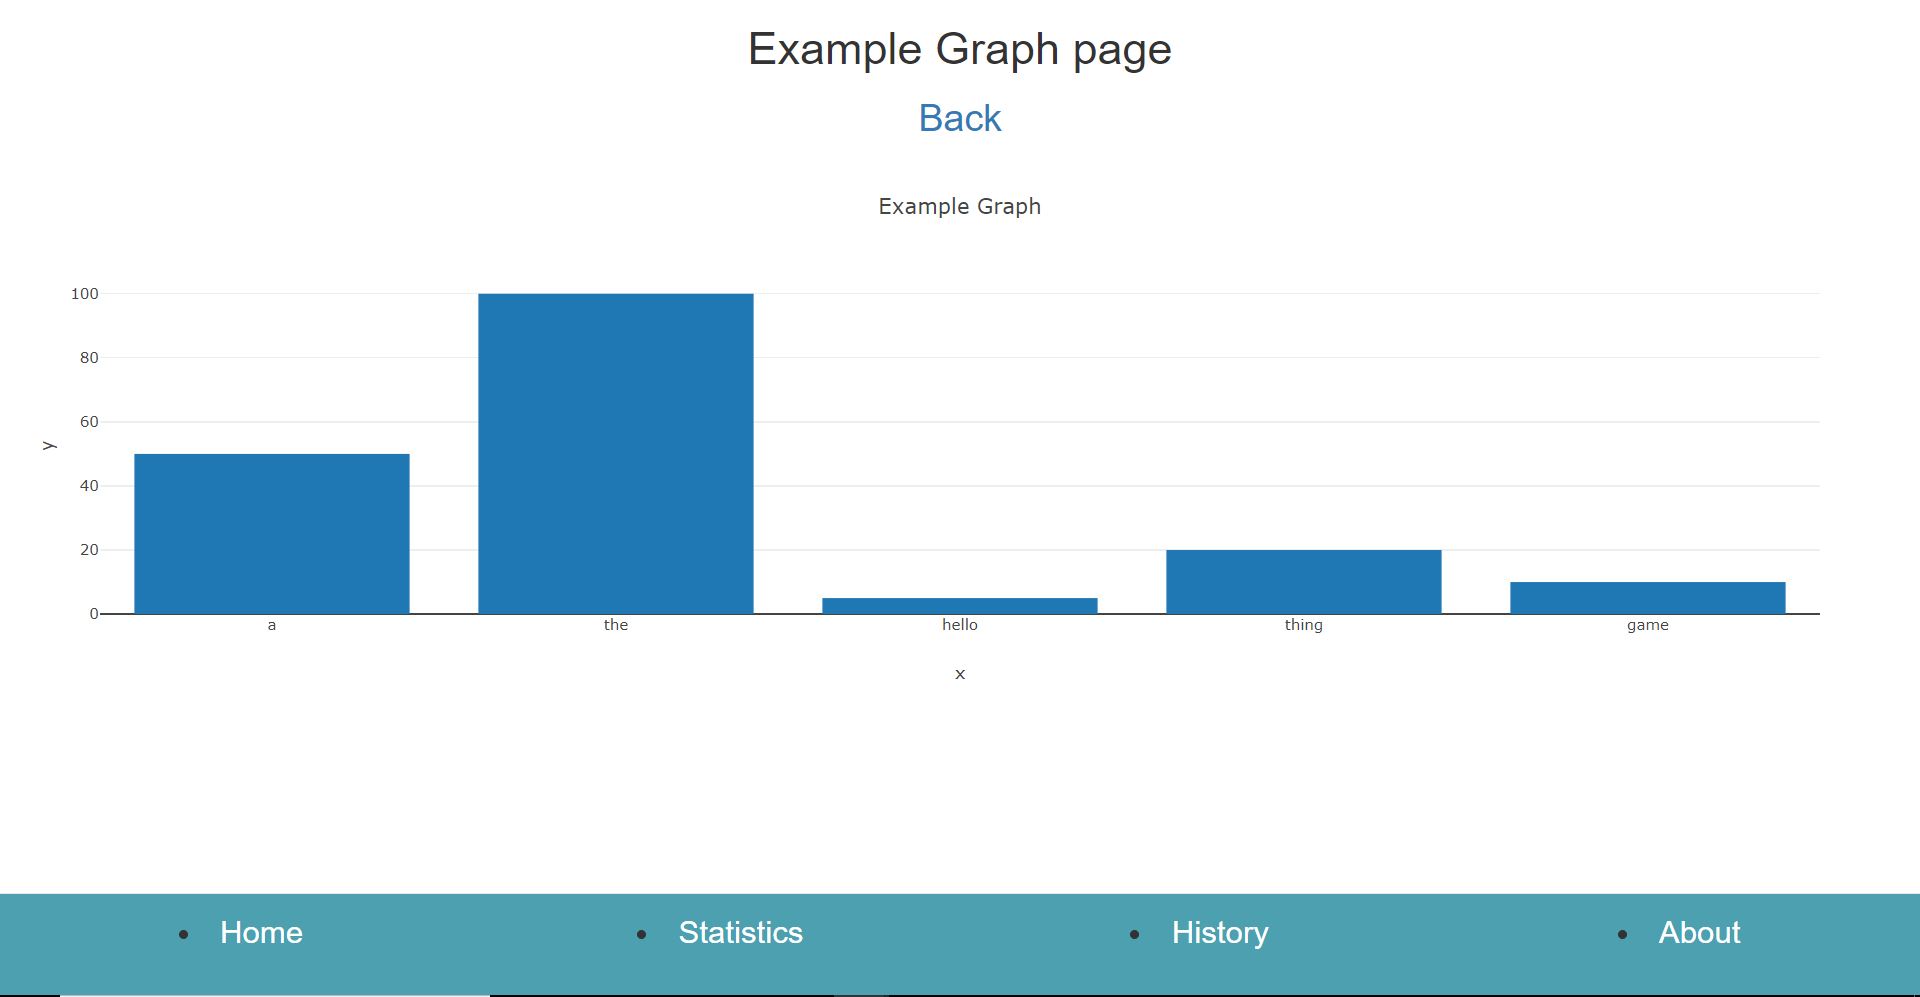 Example Graph page
Back
Example Graph
100
80
60
y
40
20
0
a the hello thing game
x
Home Statistics History About